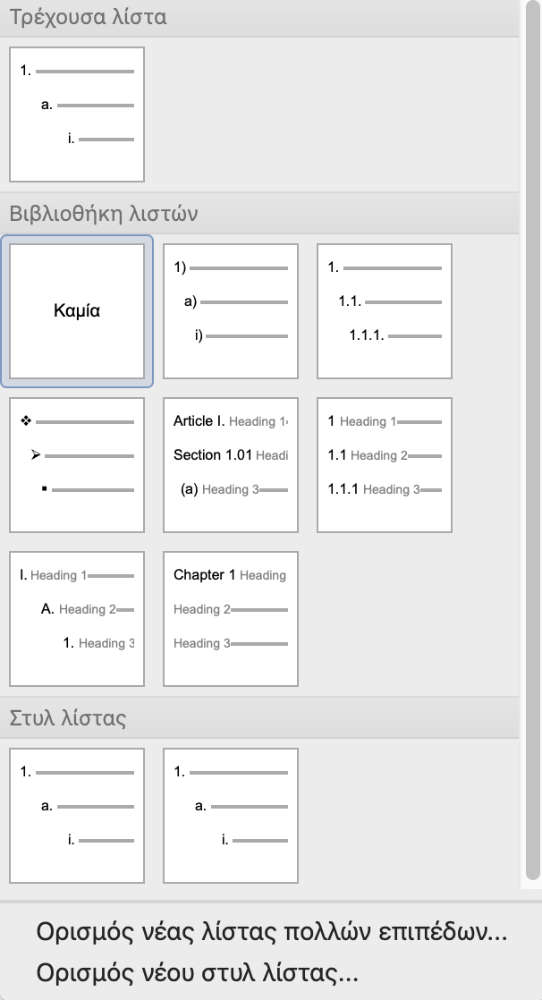 Τρέχουσα λίστα
1.
a.
i.
Βιβλιοθήκη λιστών
Καμία
1)
a)
i)
1.
1.1.
1.1.1.
❖
➢
▪
Article I. Heading 1
Section 1.01 Headi
(a) Heading 3
1 Heading 1
1.1 Heading 2
1.1.1 Heading 3
I. Heading 1
A. Heading 2
1. Heading 3
Chapter 1 Heading
Heading 2
Heading 3
Στυλ λίστας
1.
a.
i.
1.
a.
i.
Ορισμός νέας λίστας πολλών επιπέδων...
Ορισμός νέου στυλ λίστας...